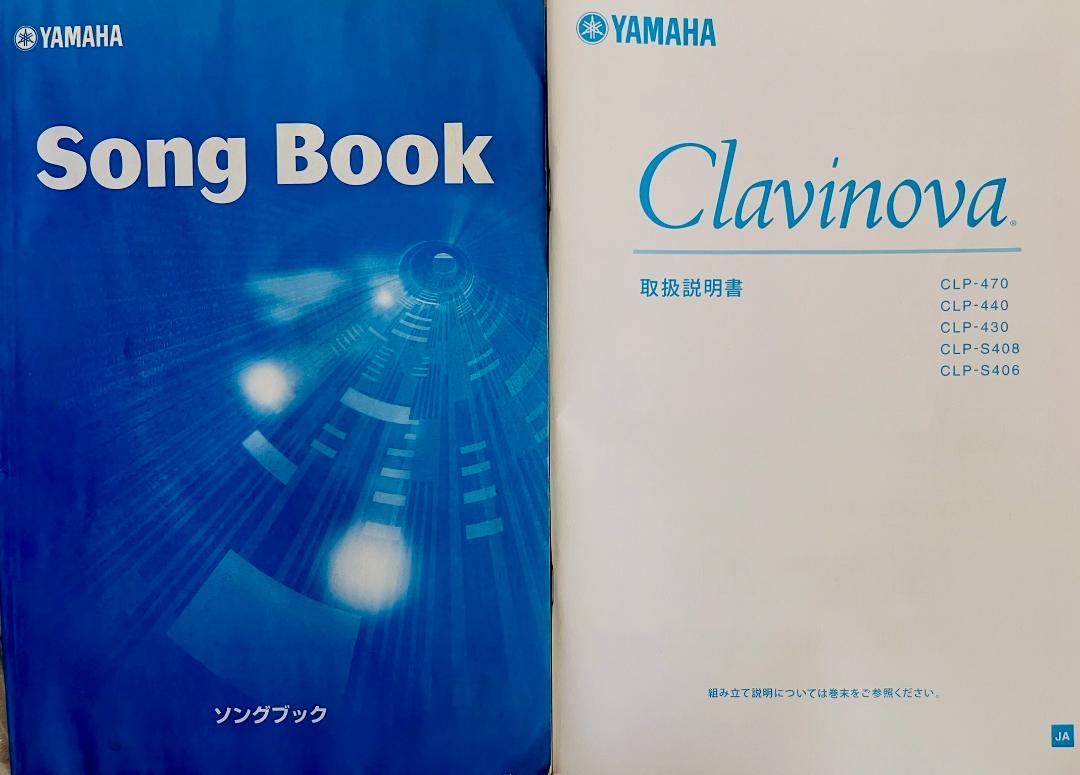 YAMAHA
Song Book
ソングブック
YAMAHA
Clavinova®
取扱説明書
CLP-470
CLP-440
CLP-430
CLP-S408
CLP-S406
組み立て説明については巻末をご参照ください。
JA